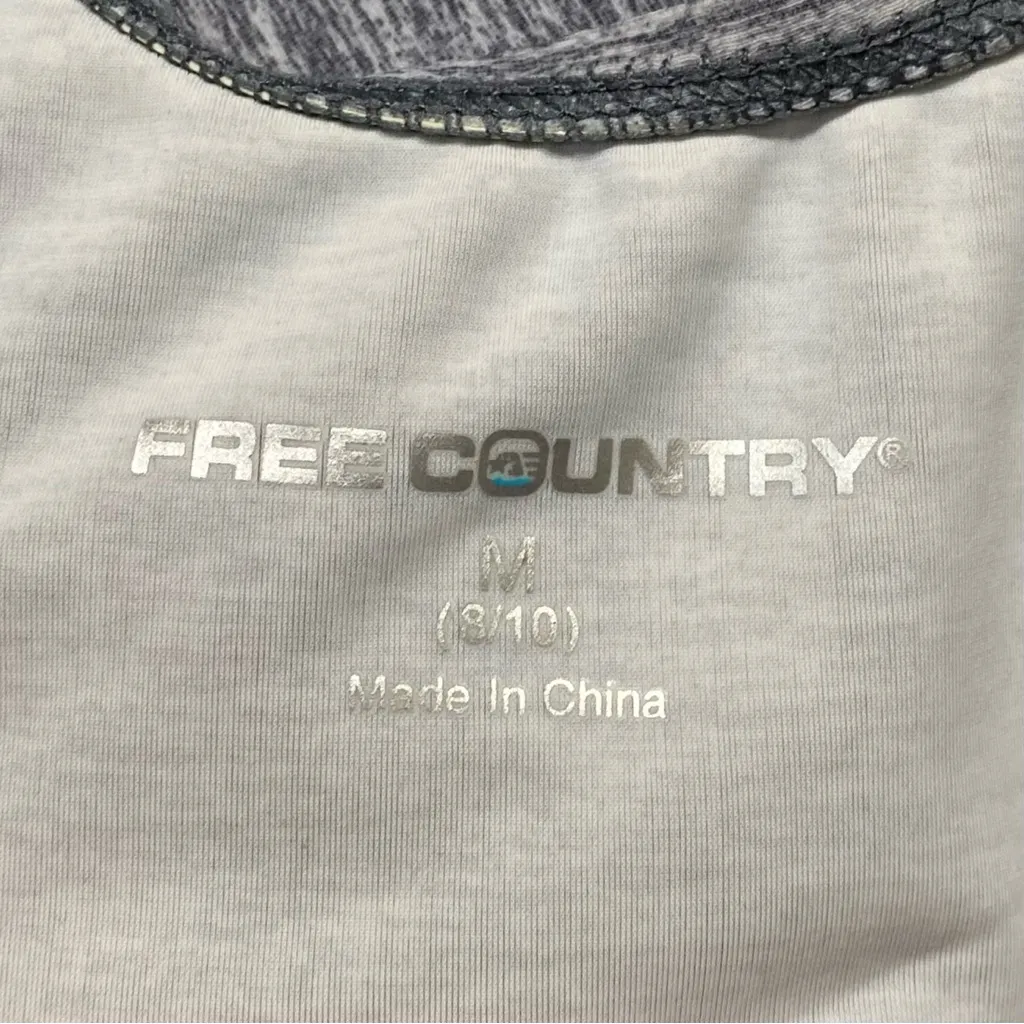 FREE COUNTRY®
M
(8/10)
Made In China